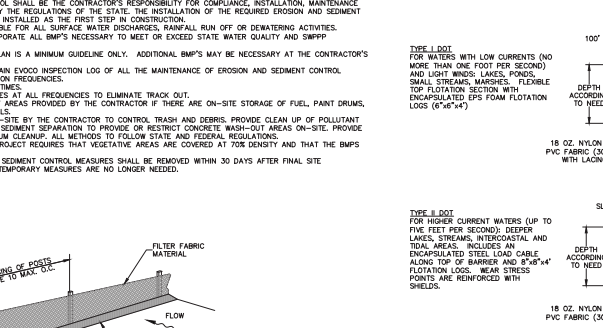 OL SHALL BE THE CONTRACTOR'S RESPONSIBILITY FOR COMPLIANCE, INSTALLATION, MAINTENANCE
Y THE REGULATIONS OF THE STATE. THE INSTALLATION OF THE REQUIRED EROSION AND SEDIMENT
INSTALLED AS THE FIRST STEP IN CONSTRUCTION.
BLE FOR ALL SURFACE WATER DISCHARGES, RAINFALL RUN OFF OR DEWATERING ACTIVITIES.
PORATE ALL BMP'S NECESSARY TO MEET OR EXCEED STATE WATER QUALITY AND SWPPP
LAN IS A MINIMUM GUIDELINE ONLY. ADDITIONAL BMP'S MAY BE NECESSARY AT THE CONTRACTOR'S
AIN EVOCO INSPECTION LOG OF ALL THE MAINTENANCE OF EROSION AND SEDIMENT CONTROL
ON FREQUENCIES.
TIMES.
ES AT ALL FREQUENCIES TO ELIMINATE TRACK OUT.
AREAS PROVIDED BY THE CONTRACTOR IF THERE ARE ON-SITE STORAGE OF FUEL, PAINT DRUMS,
LS.
-SITE BY THE CONTRACTOR TO CONTROL TRASH AND DEBRIS. PROVIDE CLEAN UP OF POLLUTANT
SEDIMENT SEPARATION TO PROVIDE OR RESTRICT CONCRETE WASH-OUT AREAS ON-SITE. PROVIDE
UM CLEANUP. ALL METHODS TO FOLLOW STATE AND FEDERAL REGULATIONS.
PROJECT REQUIRES THAT VEGETATIVE AREAS ARE COVERED AT 70% DENSITY AND THAT THE BMPS
SEDIMENT CONTROL MEASURES SHALL BE REMOVED WITHIN 30 DAYS AFTER FINAL SITE
TEMPORARY MEASURES ARE NO LONGER NEEDED.
ING OF POSTS
E 10' MAX. O.C.
FILTER FABRIC
MATERIAL
FLOW
TYPE I DOT
FOR WATERS WITH LOW CURRENTS (NO
MORE THAN ONE FOOT PER SECOND)
AND LIGHT WINDS: LAKES, PONDS,
SMALL STREAMS, MARSHES. FLEXIBLE
TOP FLOTATION SECTION WITH
ENCAPSULATED EPS FOAM FLOTATION
LOGS (6"x6"x4')
100'
DEPTH
ACCORDIN
TO NEED
18 OZ. NYLON
PVC FABRIC (30
WITH LACIN
TYPE II DOT
FOR HIGHER CURRENT WATERS (UP TO
FIVE FEET PER SECOND): DEEPER
LAKES, STREAMS, INTERCOASTAL AND
TIDAL AREAS. INCLUDES AN
ENCAPSULATED STEEL LOAD CABLE
ALONG TOP OF BARRIER AND 8"x8"x4'
FLOTATION LOGS. WEAR STRESS
POINTS ARE REINFORCED WITH
SHIELDS.
SL
DEPTH
ACCORDING
TO NEED
18 OZ. NYLON
PVC FABRIC (30